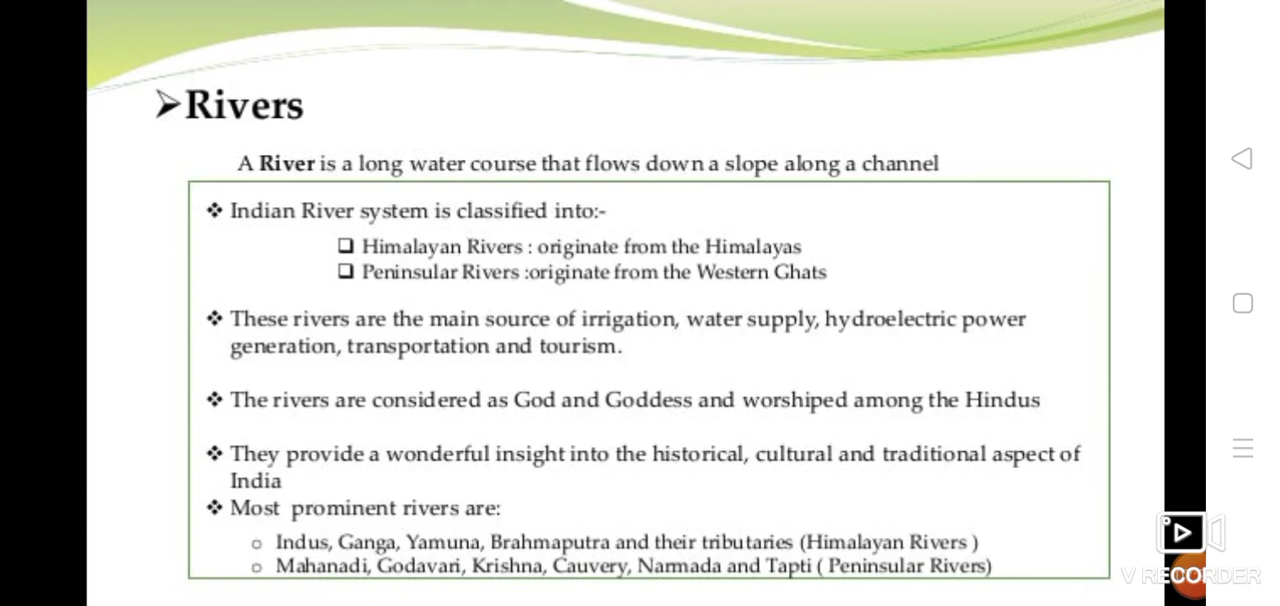 ➢Rivers
A River is a long water course that flows down a slope along a channel
❖ Indian River system is classified into:-
❑ Himalayan Rivers : originate from the Himalayas
❑ Peninsular Rivers :originate from the Western Ghats
❖ These rivers are the main source of irrigation, water supply, hydroelectric power
generation, transportation and tourism.
❖ The rivers are considered as God and Goddess and worshiped among the Hindus
❖ They provide a wonderful insight into the historical, cultural and traditional aspect of
India
❖ Most prominent rivers are:
o Indus, Ganga, Yamuna, Brahmaputra and their tributaries (Himalayan Rivers )
o Mahanadi, Godavari, Krishna, Cauvery, Narmada and Tapti ( Peninsular Rivers)
V RECORDER